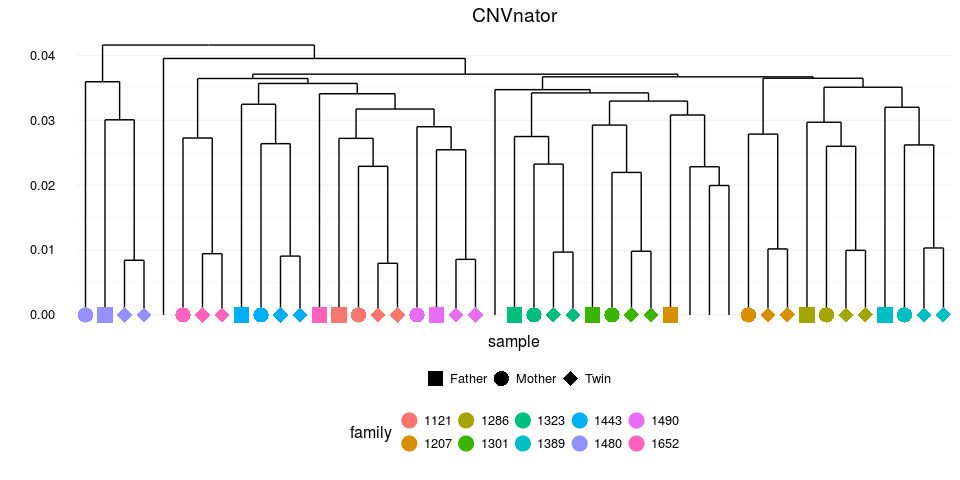 CNVnator
0.04
0.03
0.02
0.01
0.00
sample
Father Mother Twin
family
1121 1286 1323 1443 1490
1207 1301 1389 1480 1652